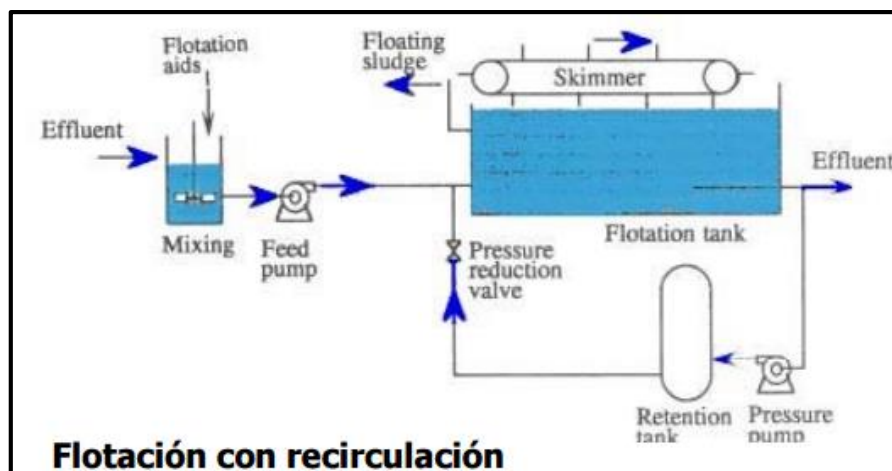 Flotation
aids
Effluent
Mixing
Feed
pump
Floating
sludge
Skimmer
Effluent
Flotation tank
Pressure
reduction
valve
Retention
tank
Pressure
pump
Flotación con recirculación